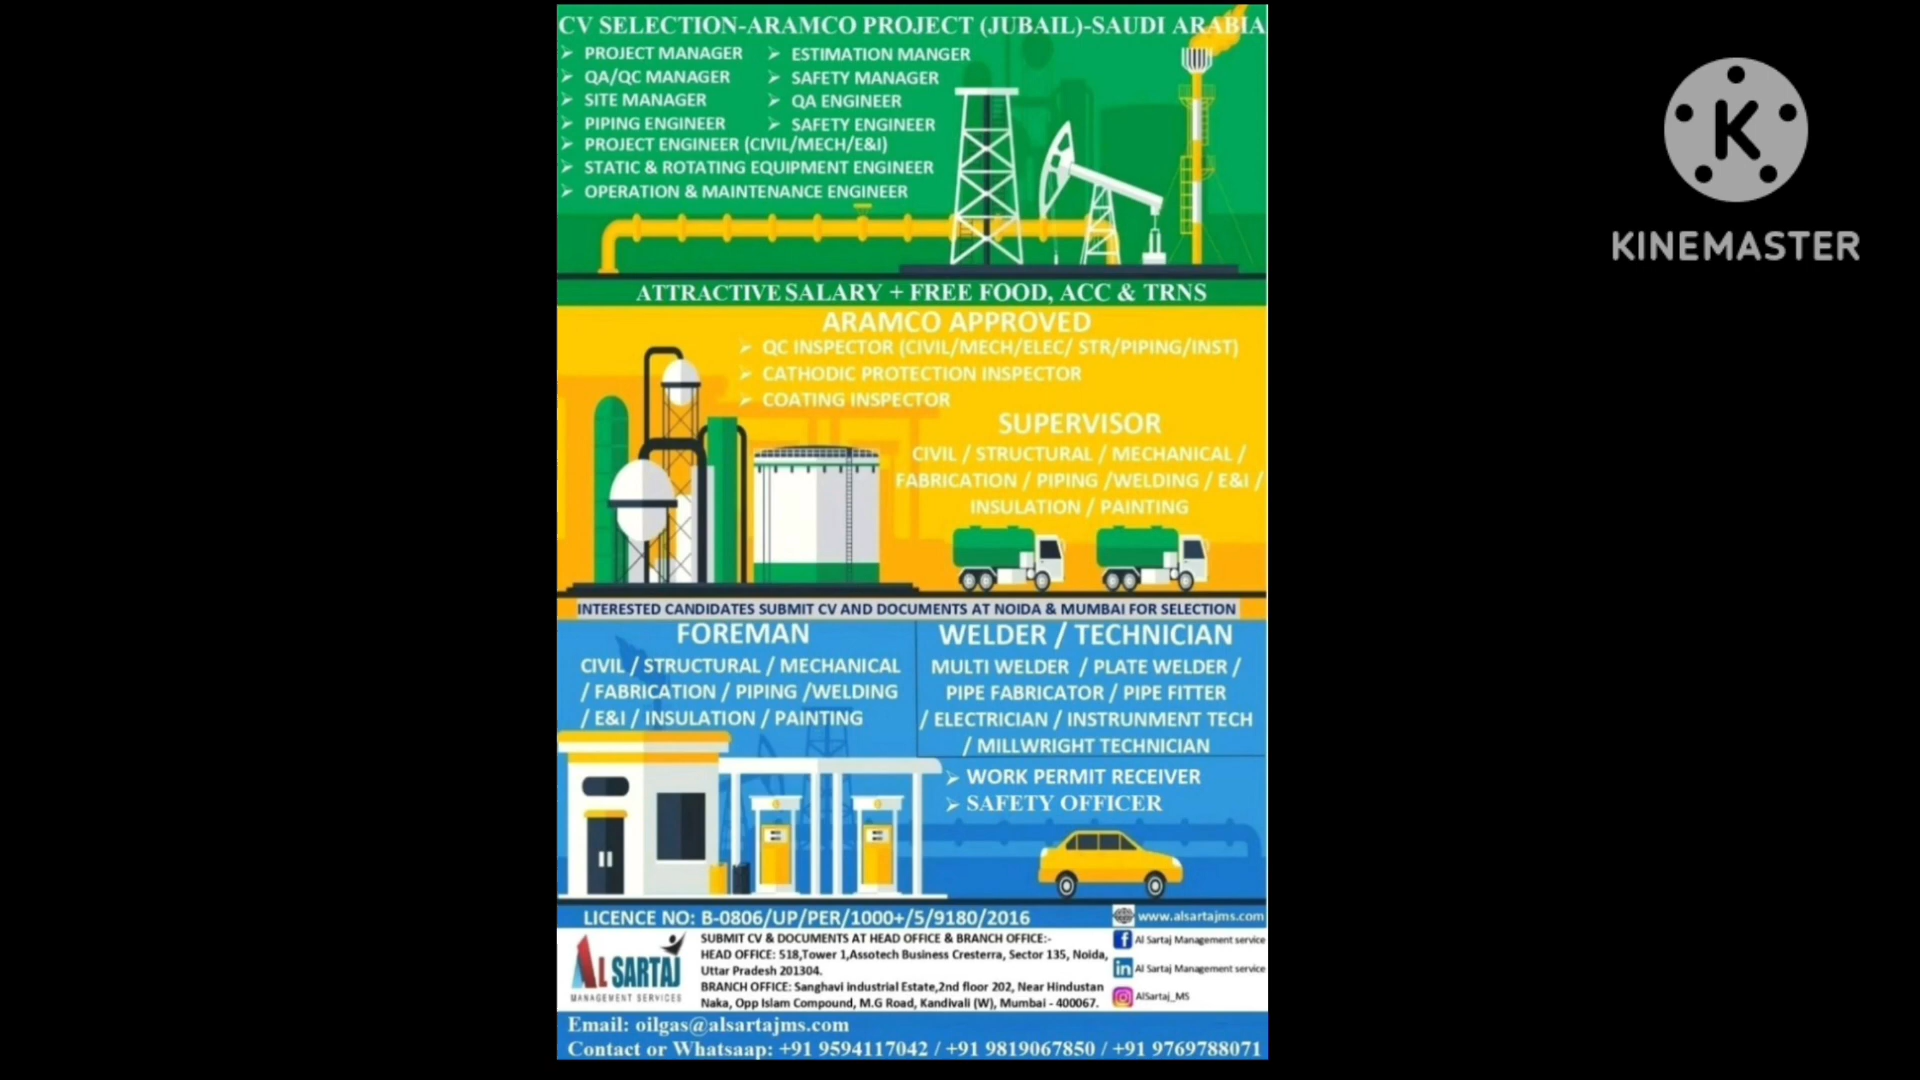 CV SELECTION-ARAMCO PROJECT (JUBAIL)-SAUDI ARABIA
PROJECT MANAGER
ESTIMATION MANGER
QA/QC MANAGER
SAFETY MANAGER
SITE MANAGER
QA ENGINEER
PIPING ENGINEER
SAFETY ENGINEER
PROJECT ENGINEER (CIVIL/MECH/E&I)
STATIC & ROTATING EQUIPMENT ENGINEER
OPERATION & MAINTENANCE ENGINEER
ATTRACTIVE SALARY + FREE FOOD, ACC & TRNS
ARAMCO APPROVED
QC INSPECTOR (CIVIL/MECH/ELEC/ STR/PIPING/INST)
CATHODIC PROTECTION INSPECTOR
COATING INSPECTOR
SUPERVISOR
CIVIL / STRUCTURAL / MECHANICAL /
FABRICATION / PIPING /WELDING / E&I /
INSULATION / PAINTING
INTERESTED CANDIDATES SUBMIT CV AND DOCUMENTS AT NOIDA & MUMBAI FOR SELECTION
FOREMAN
CIVIL / STRUCTURAL / MECHANICAL
/ FABRICATION / PIPING /WELDING
/ E&I / INSULATION / PAINTING
WELDER / TECHNICIAN
MULTI WELDER / PLATE WELDER /
PIPE FABRICATOR / PIPE FITTER
/ ELECTRICIAN / INSTRUNMENT TECH
/ MILLWRIGHT TECHNICIAN
WORK PERMIT RECEIVER
SAFETY OFFICER
LICENCE NO: B-0806/UP/PER/1000+/5/9180/2016
www.alsartajms.com
AL SARTAJ
MANAGEMENT SERVICES
SUBMIT CV & DOCUMENTS AT HEAD OFFICE & BRANCH OFFICE:-
HEAD OFFICE: 518,Tower 1,Assotech Business Cresterra, Sector 135, Noida,
Uttar Pradesh 201304.
BRANCH OFFICE: Sanghavi industrial Estate,2nd floor 202, Near Hindustan
Naka, Opp Islam Compound, M.G Road, Kandivali (W), Mumbai - 400067.
Al Sartaj Management service
Al Sartaj Management service
AlSartaj_MS
Email: oilgas@alsartajms.com
Contact or Whatsaap: +91 9594117042 / +91 9819067850 / +91 9769788071
K
KINEMASTER